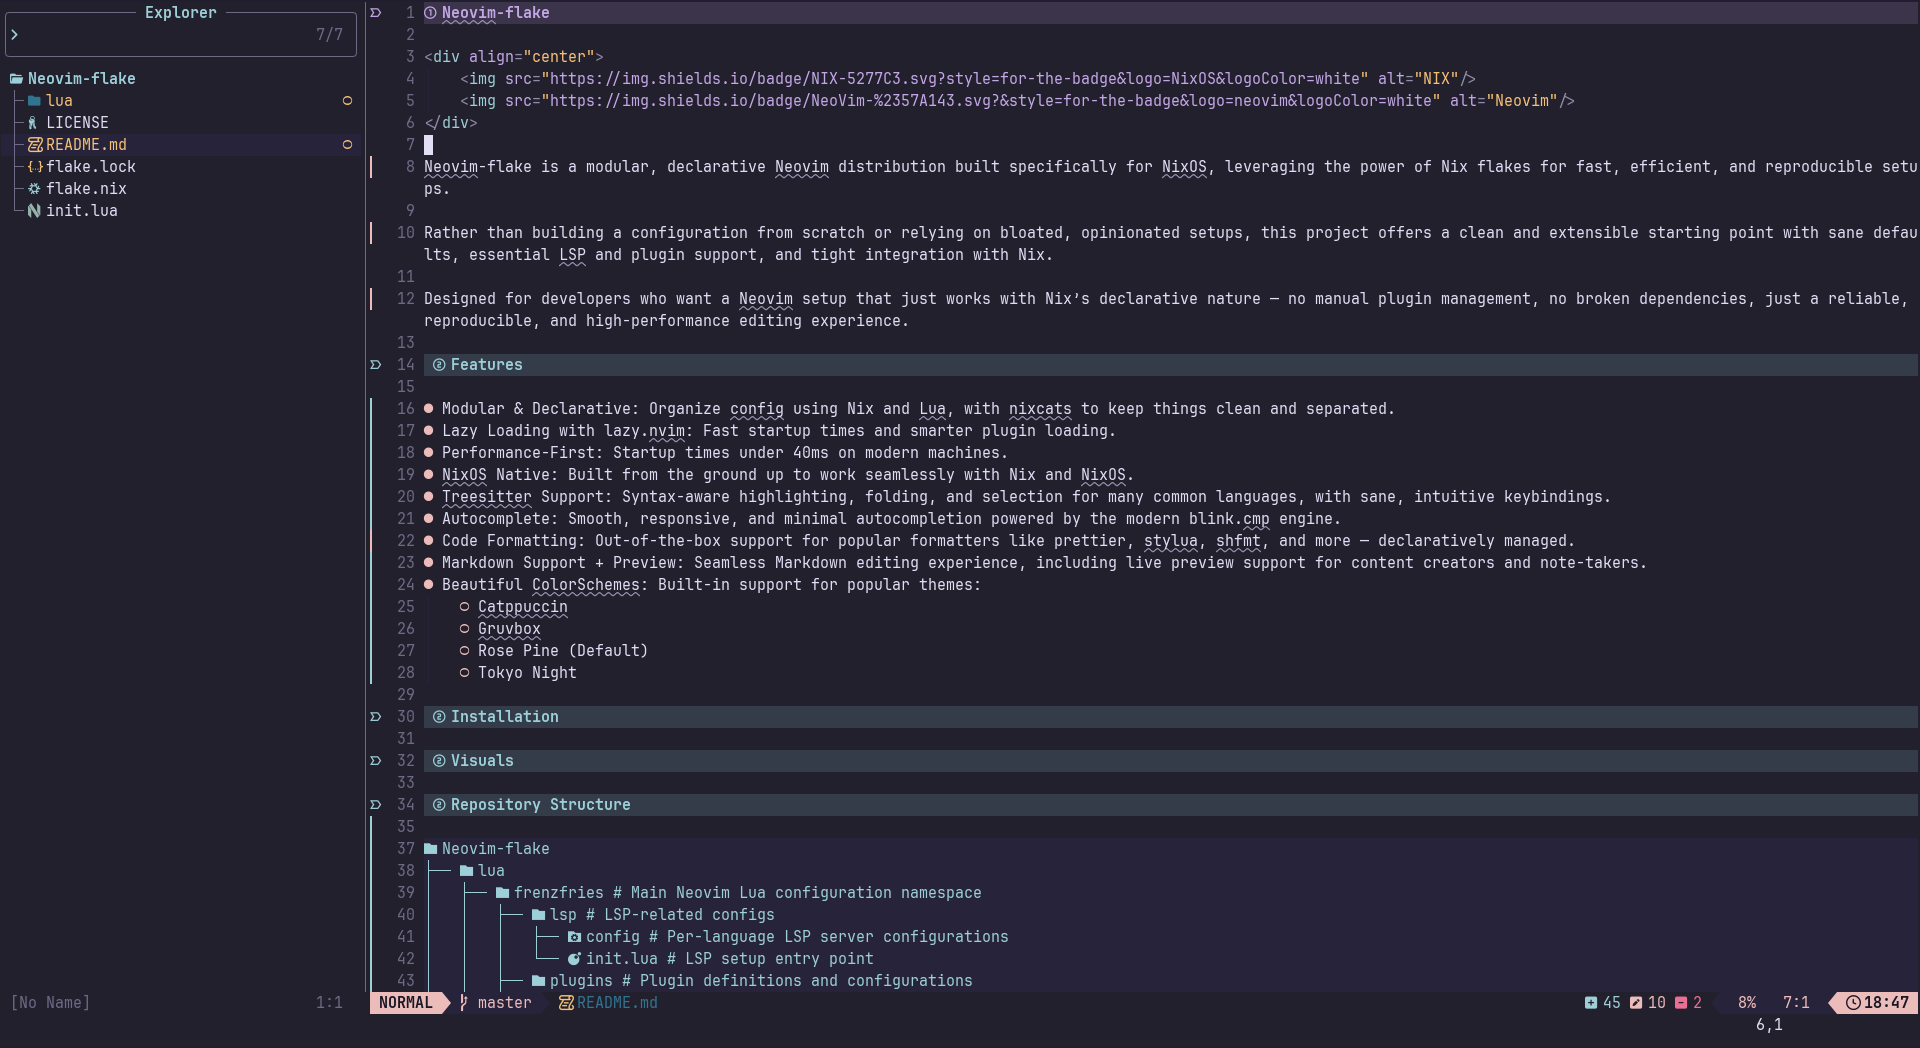 Explorer
7/7
Neovim-flake
lua
LICENSE
README.md
flake.lock
flake.nix
init.lua
[No Name] 1:1
1 Neovim-flake
2
3 <div align="center">
4 <img src="https://img.shields.io/badge/NIX-5277C3.svg?style=for-the-badge&logo=NixOS&logoColor=white" alt="NIX"/>
5 <img src="https://img.shields.io/badge/NeoVim-%2357A143.svg?&style=for-the-badge&logo=neovim&logoColor=white" alt="Neovim"/>
6 </div>
7
8 Neovim-flake is a modular, declarative Neovim distribution built specifically for NixOS, leveraging the power of Nix flakes for fast, efficient, and reproducible setu
ps.
9
10 Rather than building a configuration from scratch or relying on bloated, opinionated setups, this project offers a clean and extensible starting point with sane defau
lts, essential LSP and plugin support, and tight integration with Nix.
11
12 Designed for developers who want a Neovim setup that just works with Nix’s declarative nature — no manual plugin management, no broken dependencies, just a reliable,
reproducible, and high-performance editing experience.
13
14 Features
15
16 ● Modular & Declarative: Organize config using Nix and Lua, with nixcats to keep things clean and separated.
17 ● Lazy Loading with lazy.nvim: Fast startup times and smarter plugin loading.
18 ● Performance-First: Startup times under 40ms on modern machines.
19 ● NixOS Native: Built from the ground up to work seamlessly with Nix and NixOS.
20 ● Treesitter Support: Syntax-aware highlighting, folding, and selection for many common languages, with sane, intuitive keybindings.
21 ● Autocomplete: Smooth, responsive, and minimal autocompletion powered by the modern blink.cmp engine.
22 ● Code Formatting: Out-of-the-box support for popular formatters like prettier, stylua, shfmt, and more — declaratively managed.
23 ● Markdown Support + Preview: Seamless Markdown editing experience, including live preview support for content creators and note-takers.
24 ● Beautiful ColorSchemes: Built-in support for popular themes:
25 ○ Catppuccin
26 ○ Gruvbox
27 ○ Rose Pine (Default)
28 ○ Tokyo Night
29
30 Installation
31
32 Visuals
33
34 Repository Structure
35
37 Neovim-flake
38 ├── lua
39 ├── frenzfries # Main Neovim Lua configuration namespace
40 ├── lsp # LSP-related configs
41 ├── config # Per-language LSP server configurations
42 └── init.lua # LSP setup entry point
43 ├── plugins # Plugin definitions and configurations
NORMAL master README.md 45 10 2 8% 7:1 18:47
6,1